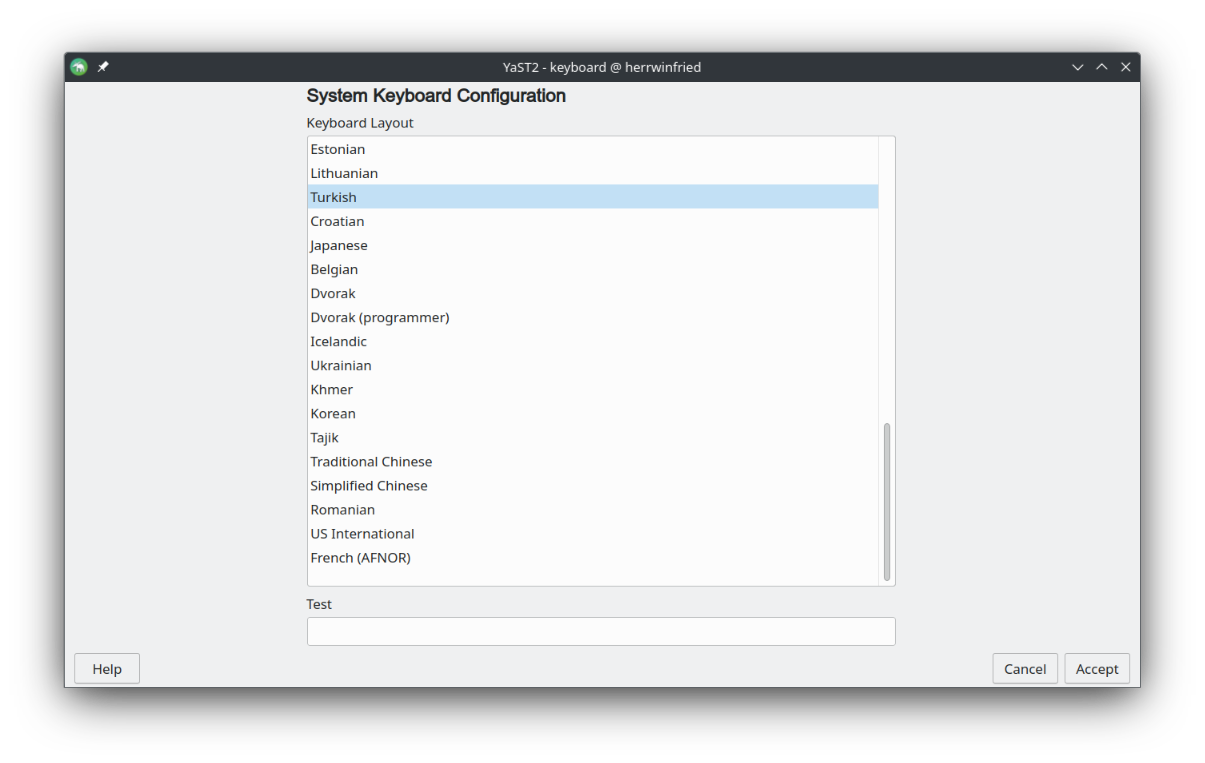 YaST2 - keyboard @ herrwinfried
System Keyboard Configuration
Keyboard Layout
Estonian
Lithuanian
Turkish
Croatian
Japanese
Belgian
Dvorak
Dvorak (programmer)
Icelandic
Ukrainian
Khmer
Korean
Tajik
Traditional Chinese
Simplified Chinese
Romanian
US International
French (AFNOR)
Test
Help
Cancel
Accept